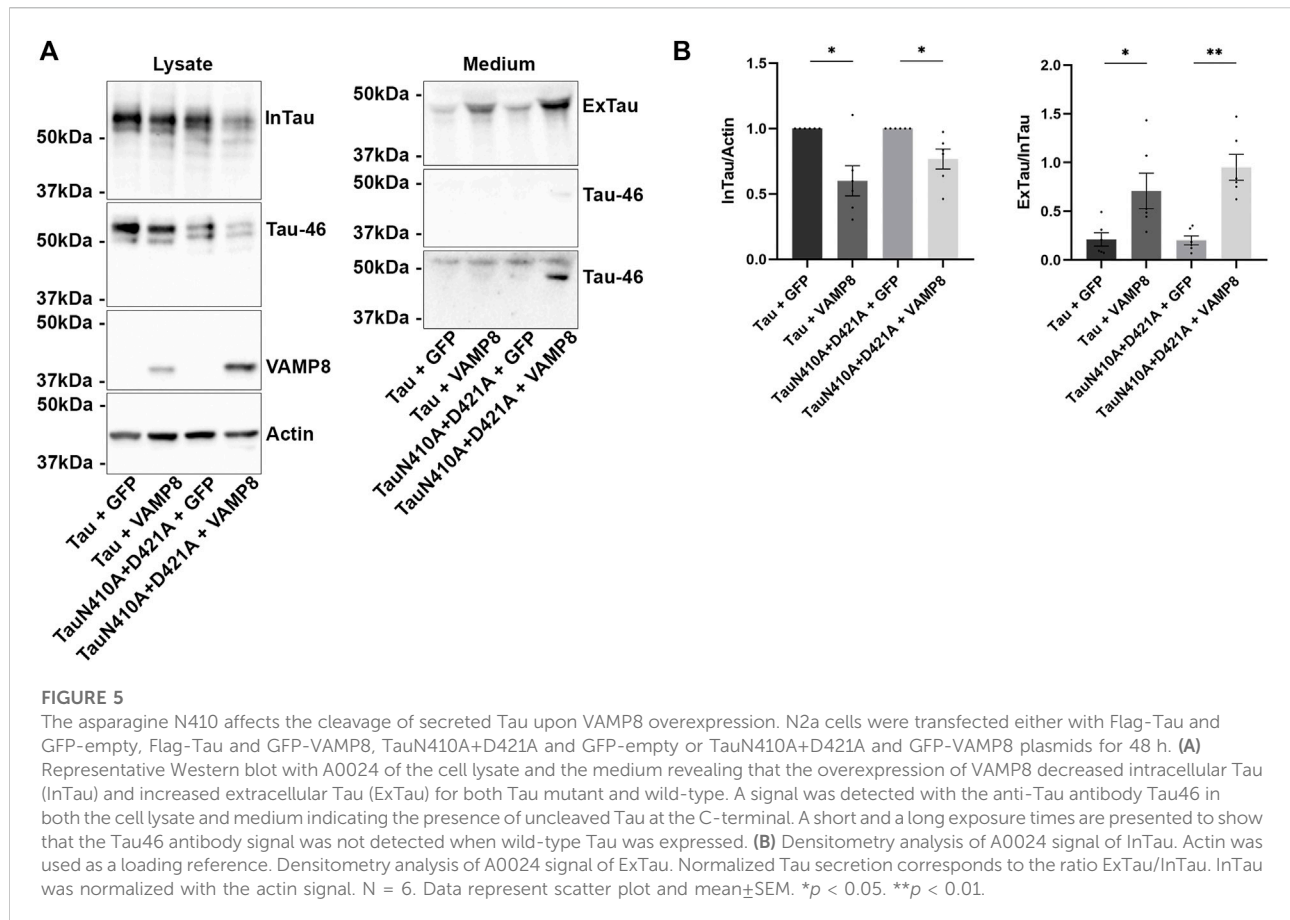 A
Lysate
50kDa -
37kDa -
InTau
50kDa -
37kDa -
Tau-46
50kDa -
37kDa -
VAMP8
50kDa -
37kDa -
Actin
Tau + GFP
Tau + VAMP8
TauN410A+D421A + GFP
TauN410A+D421A + VAMP8
Medium
50kDa -
37kDa -
ExTau
50kDa -
37kDa -
Tau-46
50kDa -
37kDa -
Tau-46
Tau + GFP
Tau + VAMP8
TauN410A+D421A + GFP
TauN410A+D421A + VAMP8
B
InTau/Actin
1.5
1.0
0.5
0.0
*
*
Tau + GFP
Tau + VAMP8
TauN410A+D421A + GFP
TauN410A+D421A + VAMP8
ExTau/InTau
2.0
1.5
1.0
0.5
0.0
*
**
Tau + GFP
Tau + VAMP8
TauN410A+D421A + GFP
TauN410A+D421A + VAMP8
FIGURE 5
The asparagine N410 affects the cleavage of secreted Tau upon VAMP8 overexpression. N2a cells were transfected either with Flag-Tau and
GFP-empty, Flag-Tau and GFP-VAMP8, TauN410A+D421A and GFP-empty or TauN410A+D421A and GFP-VAMP8 plasmids for 48 h. (A)
Representative Western blot with A0024 of the cell lysate and the medium revealing that the overexpression of VAMP8 decreased intracellular Tau
(InTau) and increased extracellular Tau (ExTau) for both Tau mutant and wild-type. A signal was detected with the anti-Tau antibody Tau46 in
both the cell lysate and medium indicating the presence of uncleaved Tau at the C-terminal. A short and a long exposure times are presented to show
that the Tau46 antibody signal was not detected when wild-type Tau was expressed. (B) Densitometry analysis of A0024 signal of InTau. Actin was
used as a loading reference. Densitometry analysis of A0024 signal of ExTau. Normalized Tau secretion corresponds to the ratio ExTau/InTau. InTau
was normalized with the actin signal. N = 6. Data represent scatter plot and mean±SEM. *p < 0.05. **p < 0.01.